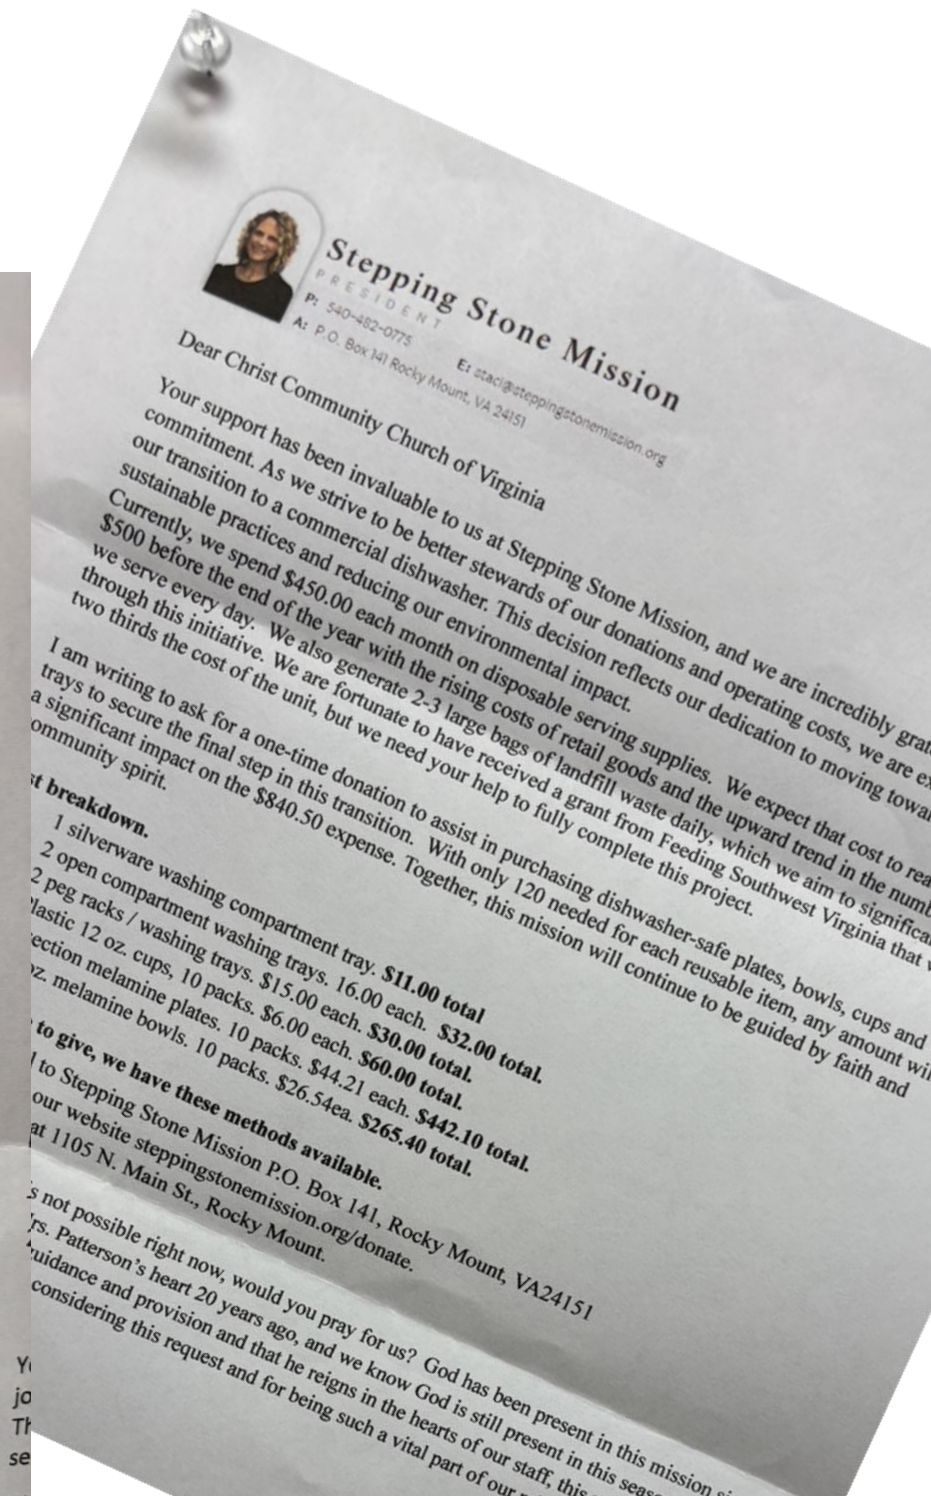 Stepping Stone Mission
PRESIDENT
P: 540-482-0775 E: staci@steppingstonemission.org
A: P.O. Box 141 Rocky Mount, VA 24151
Dear Christ Community Church of Virginia
Your support has been invaluable to us at Stepping Stone Mission, and we are incredibly
commitment. As we strive to be better stewards of our donations and operating costs, we are
our transition to a commercial dishwasher. This decision reflects our dedication to moving
sustainable practices and reducing our environmental impact.
Currently, we spend $450.00 each month on disposable serving supplies. We expect that cost to
$500 before the end of the year with the rising costs of retail goods and the upward trend in the
we serve every day. We also generate 2-3 large bags of landfill waste daily, which we aim to
through this initiative. We are fortunate to have received a grant from Feeding Southwest Virginia that
two thirds the cost of the unit, but we need your help to fully complete this project.
I am writing to ask for a one-time donation to assist in purchasing dishwasher-safe plates, bowls, cups and
trays to secure the final step in this transition. With only 120 needed for each reusable item, any amount
a significant impact on the $840.50 expense. Together, this mission will continue to be guided by faith and
ommunity spirit.
st breakdown.
1 silverware washing compartment tray. $11.00 total
2 open compartment washing trays. 16.00 each. $32.00 total.
2 peg racks / washing trays. $15.00 each. $30.00 total.
lastic 12 oz. cups, 10 packs. $6.00 each. $60.00 total.
ection melamine plates. 10 packs. $44.21 each. $442.10 total.
oz. melamine bowls. 10 packs. $26.54ea. $265.40 total.
to give, we have these methods available.
to Stepping Stone Mission P.O. Box 141, Rocky Mount, VA24151
our website steppingstonemission.org/donate.
at 1105 N. Main St., Rocky Mount.
s not possible right now, would you pray for us? God has been present in this mission
rs. Patterson's heart 20 years ago, and we know God is still present in this
uidance and provision and that he reigns in the hearts of our staff, this
considering this request and for being such a vital part of our
Th
se